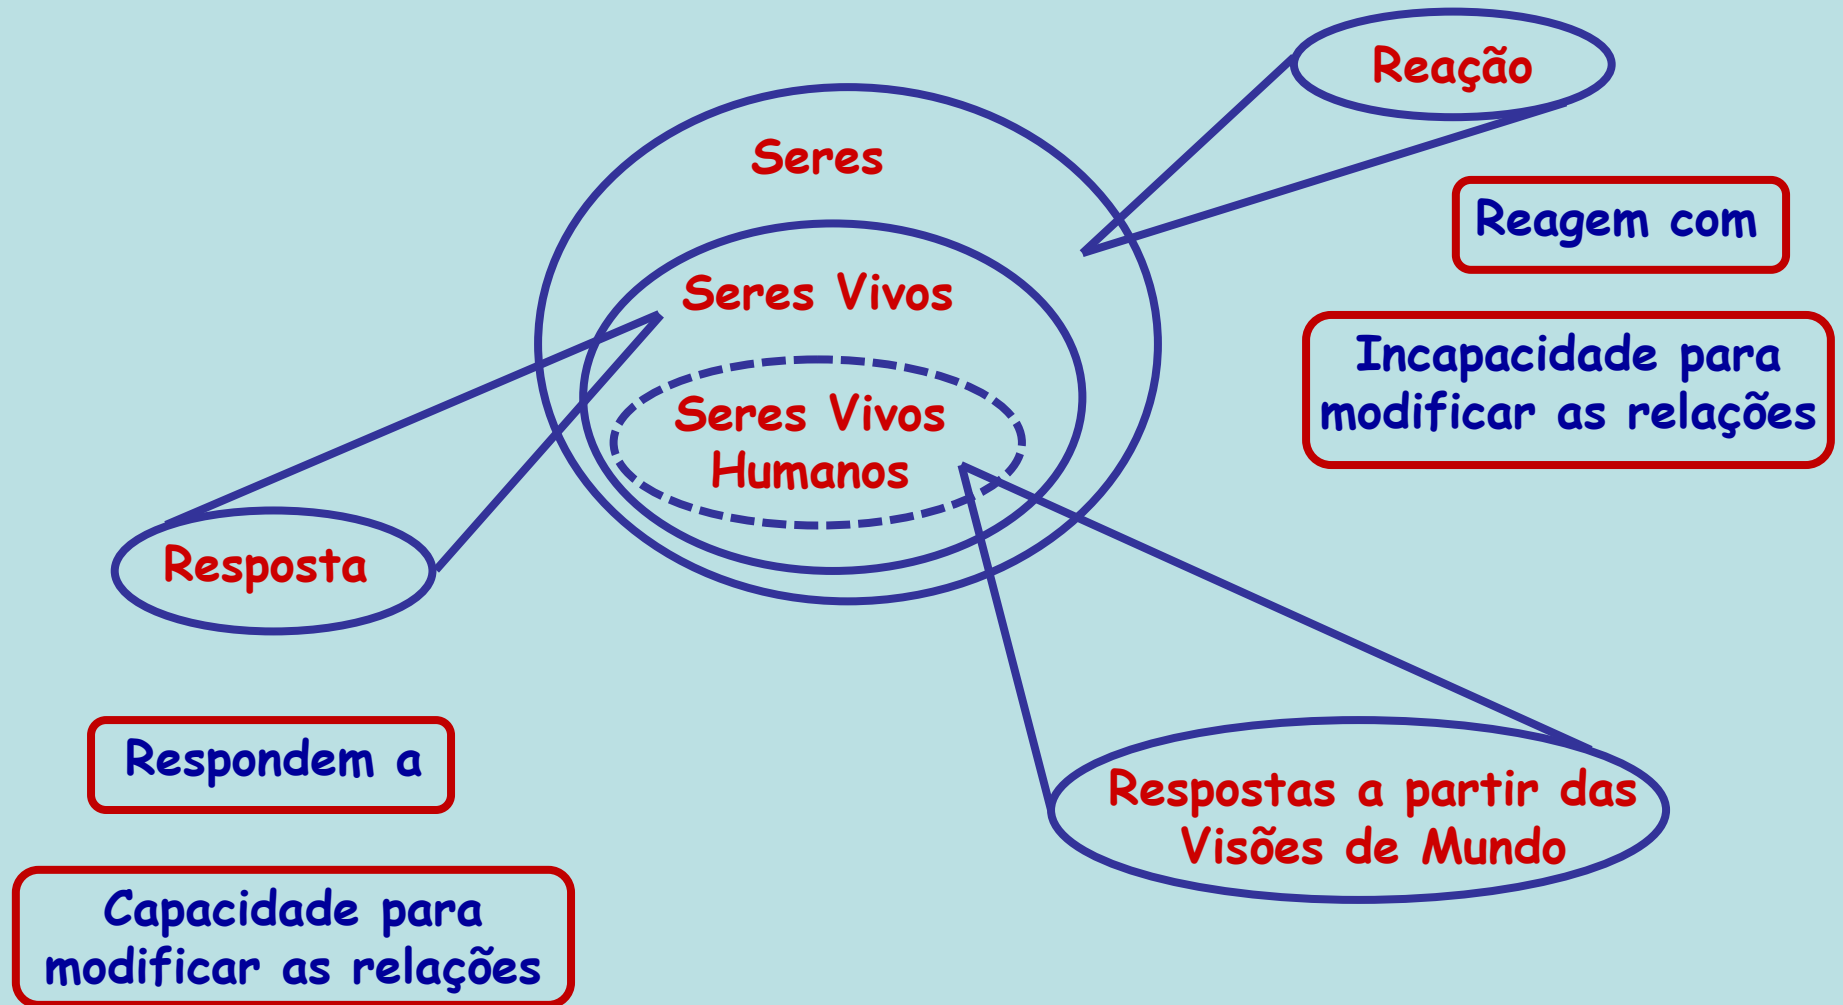 Reação
Seres
Reagem com
Seres Vivos
Incapacidade para
modificar as relações
Seres Vivos
Humanos
Resposta
Respondem a
Respostas a partir das
Visões de Mundo
Capacidade para
modificar as relações